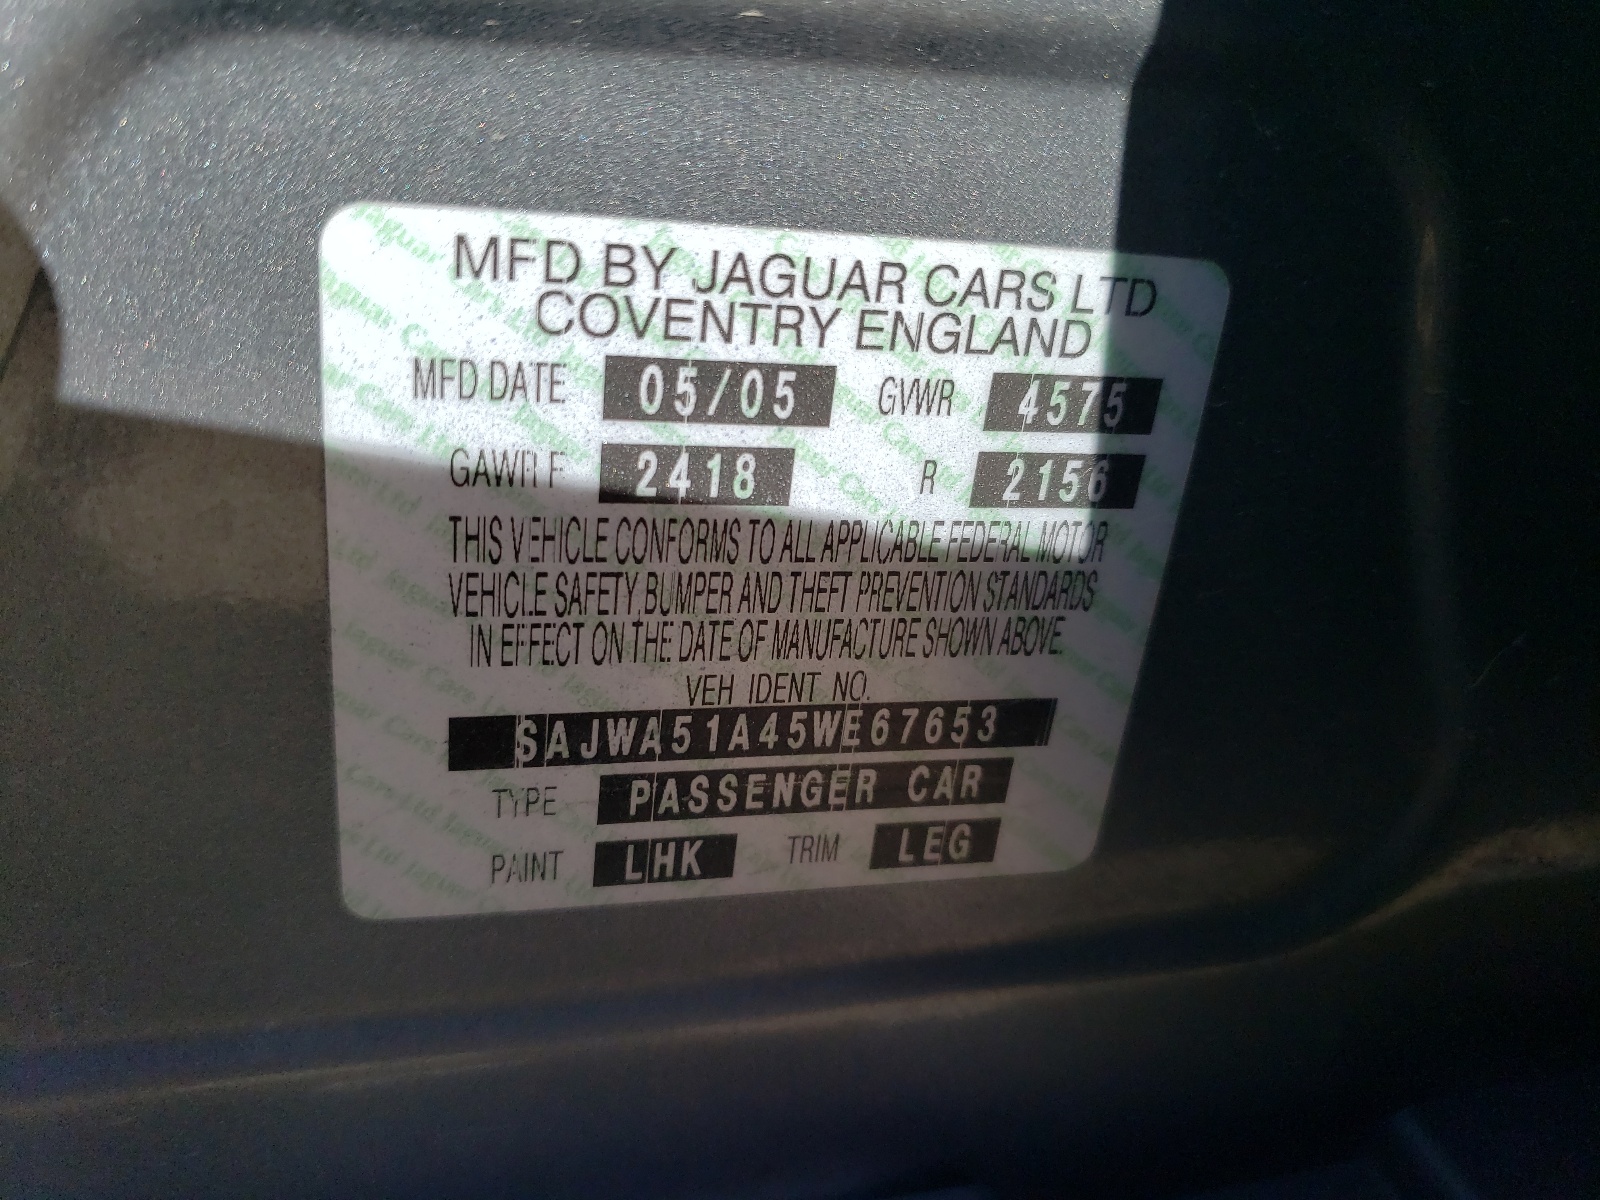 MFD BY JAGUAR CARS LTD
COVENTRY ENGLAND
MFD DATE 05/05 GVWR 4575
GAWR F 2418 R 2156
THIS VEHICLE CONFORMS TO ALL APPLICABLE FEDERAL MOTOR
VEHICLE SAFETY, BUMPER AND THEFT PREVENTION STANDARDS
IN EFFECT ON THE DATE OF MANUFACTURE SHOWN ABOVE.
VEH IDENT NO.
SAJWA51A45WE67653
TYPE PASSENGER CAR
PAINT LHK TRIM LEG